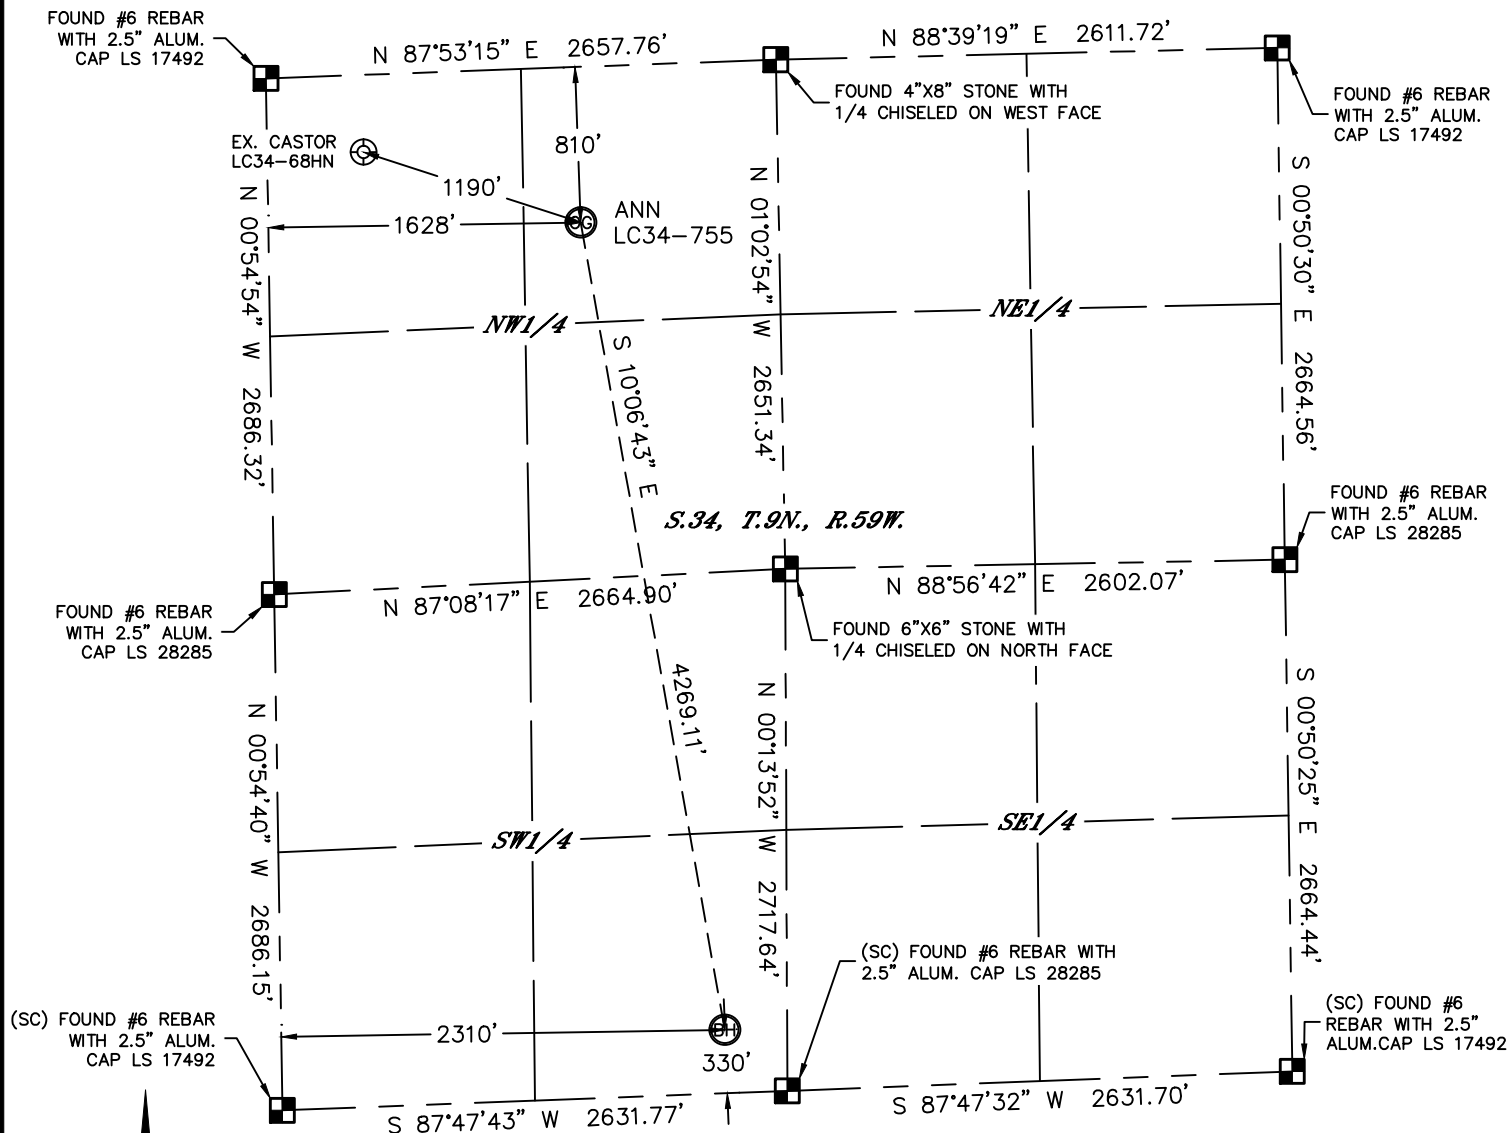 FOUND #6 REBAR
WITH 2.5" ALUM.
CAP LS 17492
N 87°53'15" E 2657.76'
N 88°39'19" E 2611.72'
FOUND 4"X8" STONE WITH
1/4 CHISELED ON WEST FACE
FOUND #6 REBAR
WITH 2.5" ALUM.
CAP LS 17492
EX. CASTOR
LC34-68HN
810'
1190'
1628'
ANN
LC34-755
OG
N 00°54'54" W 2686.32'
N 01°02'54" W 2651.34'
S 00°50'30" E 2664.56'
NW1/4
NE1/4
S 10°06'43" E
4269.11'
S.34, T.9N., R.59W.
FOUND #6 REBAR
WITH 2.5" ALUM.
CAP LS 28285
N 87°08'17" E 2664.90'
N 88°56'42" E 2602.07'
FOUND #6 REBAR
WITH 2.5" ALUM.
CAP LS 28285
FOUND 6"X6" STONE WITH
1/4 CHISELED ON NORTH FACE
N 00°54'40" W 2686.15'
N 00°13'52" W 2717.64'
S 00°50'25" E 2664.44'
SW1/4
SE1/4
(SC) FOUND #6 REBAR WITH
2.5" ALUM. CAP LS 28285
(SC) FOUND #6 REBAR
WITH 2.5" ALUM.
CAP LS 17492
2310'
BH
330'
(SC) FOUND #6
REBAR WITH 2.5"
ALUM.CAP LS 17492
S 87°47'43" W 2631.77'
S 87°47'32" W 2631.70'